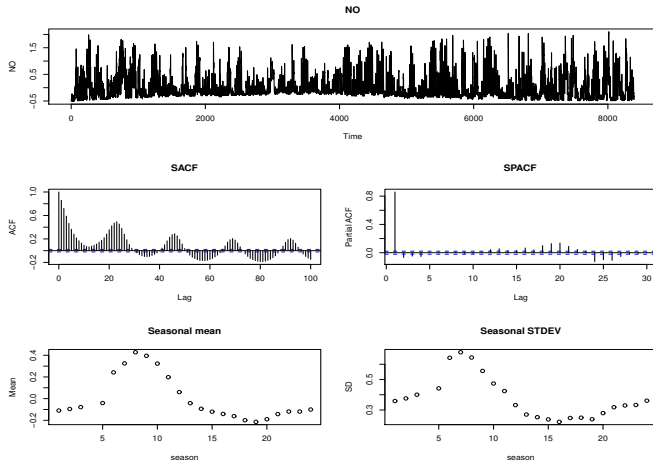 NO
NO
−0.5
0.5
1.5
0
2000
4000
6000
8000
Time
SACF
ACF
−0.2
0.2
0.6
1.0
0
20
40
60
80
100
Lag
SPACF
Partial ACF
0.0
0.4
0.8
0
5
10
15
20
25
30
Lag
Seasonal mean
Mean
−0.2
0.0
0.2
0.4
5
10
15
20
season
Seasonal STDEV
SD
0.3
0.5
5
10
15
20
season